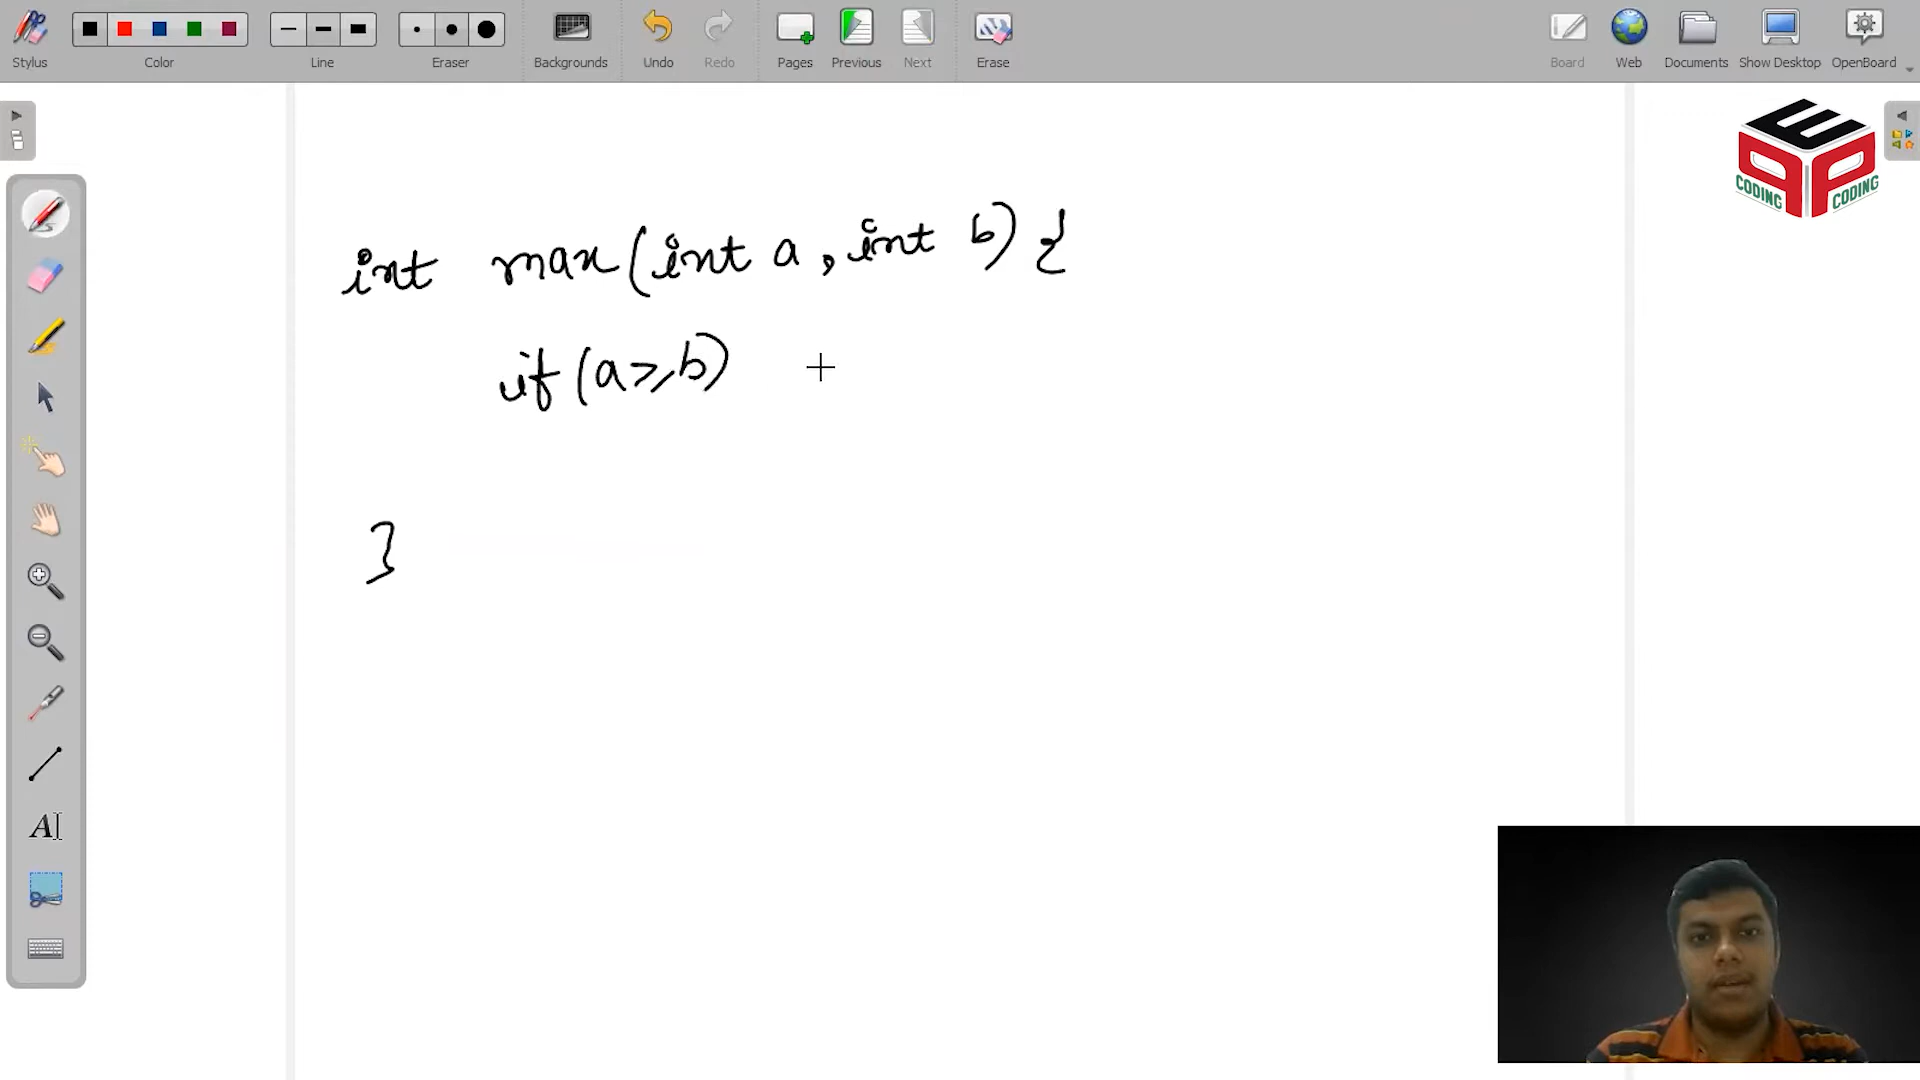 Stylus Color Line Eraser Backgrounds Undo Redo Pages Previous Next Erase Board Web Documents Show Desktop OpenBoard
PEP
CODING CODING
int max(int a, int b) {
if (a>=b)
}